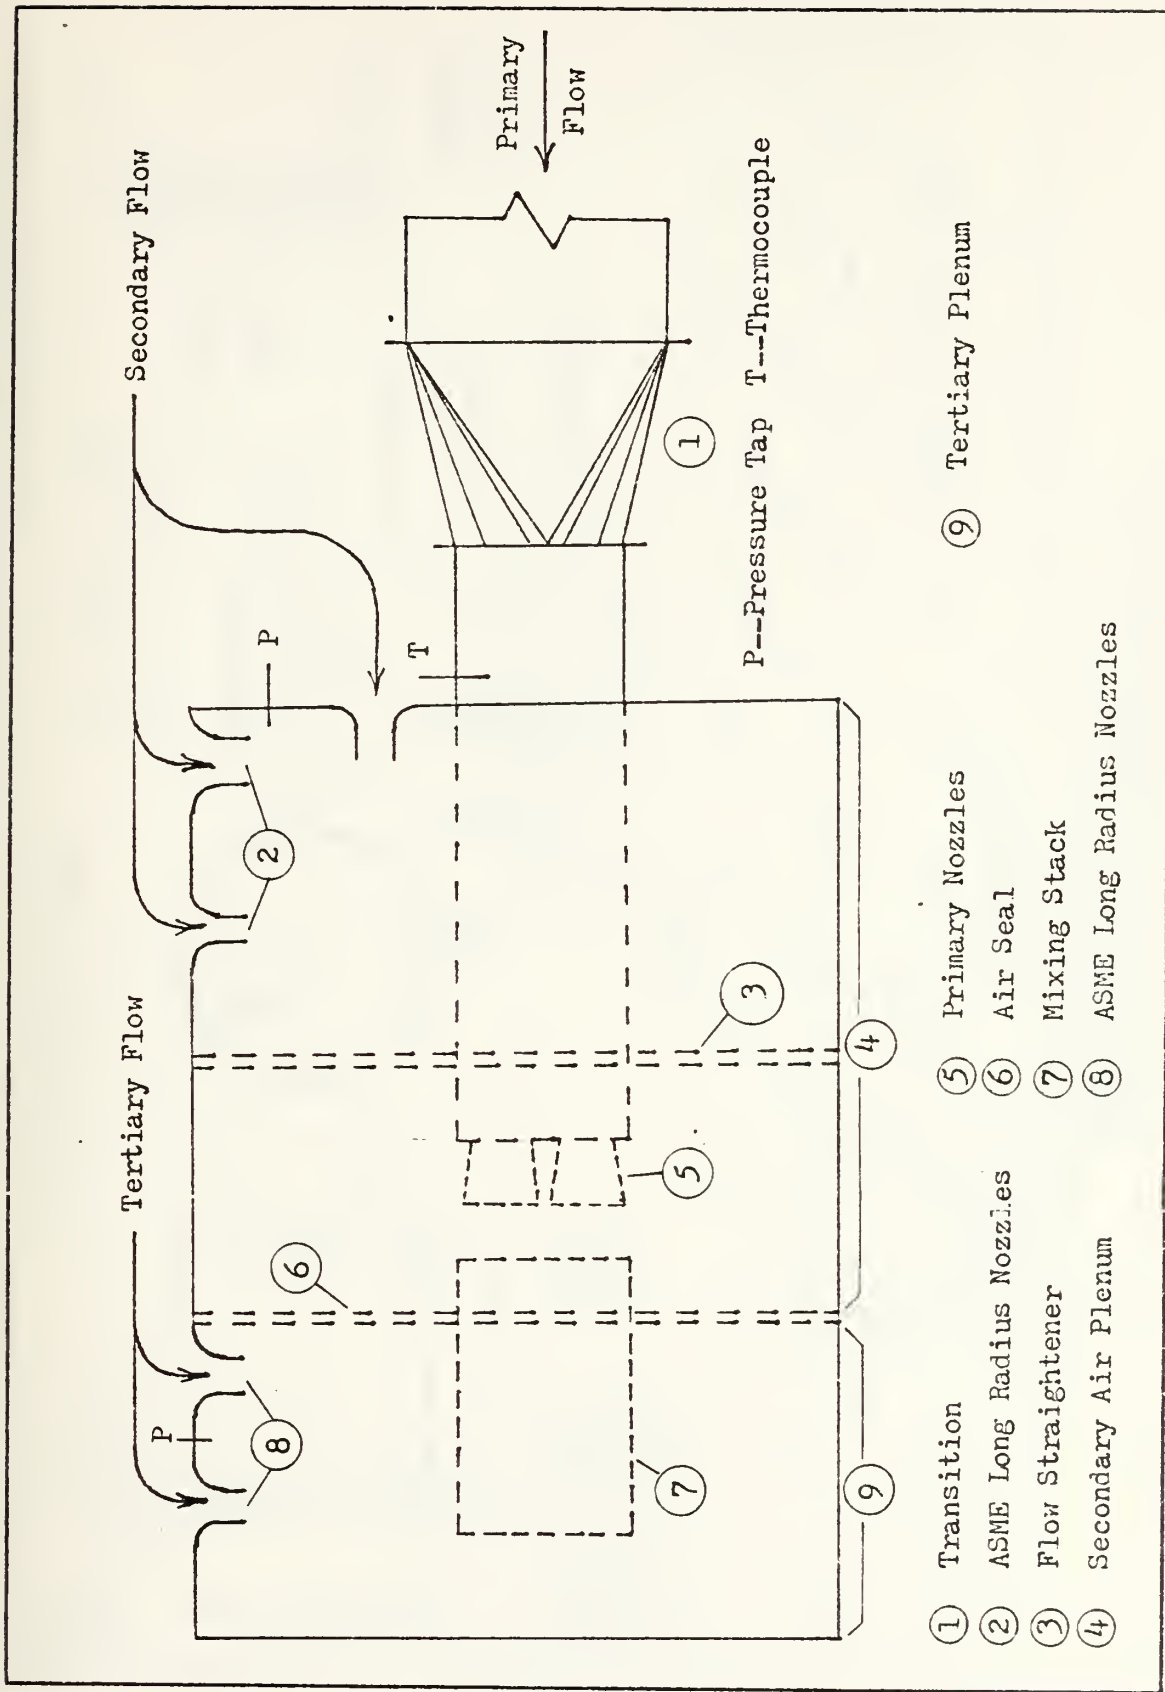 Tertiary Flow
Secondary Flow
Primary
Flow
P
P
T
8
6
2
7
5
3
1
9
4
P--Pressure Tap T--Thermocouple
1 Transition
2 ASME Long Radius Nozzles
3 Flow Straightener
4 Secondary Air Plenum
5 Primary Nozzles
6 Air Seal
7 Mixing Stack
8 ASME Long Radius Nozzles
9 Tertiary Plenum